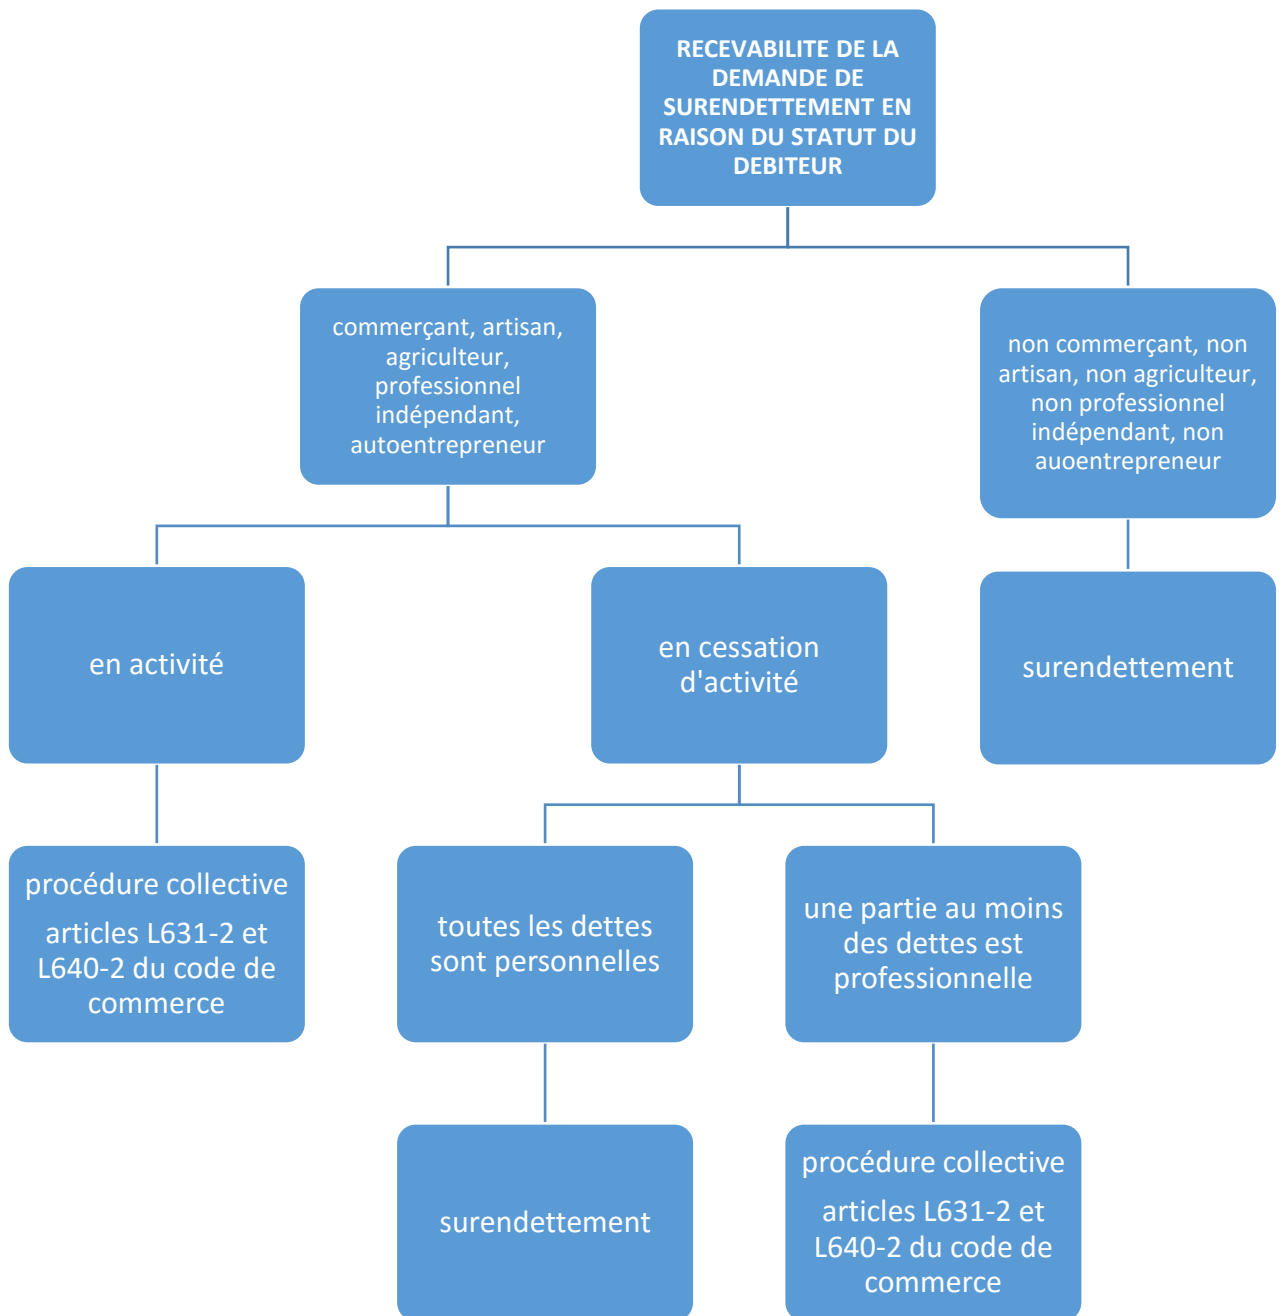 RECEVABILITE DE LA
DEMANDE DE
SURENDETTEMENT EN
RAISON DU STATUT DU
DEBITEUR
commerçant, artisan,
agriculteur,
professionnel
indépendant,
autoentrepreneur
non commerçant, non
artisan, non agriculteur,
non professionnel
indépendant, non
auoentrepreneur
en activité
en cessation
d'activité
surendettement
procédure collective
articles L631-2 et
L640-2 du code de
commerce
toutes les dettes
sont personnelles
une partie au moins
des dettes est
professionnelle
surendettement
procédure collective
articles L631-2 et
L640-2 du code de
commerce